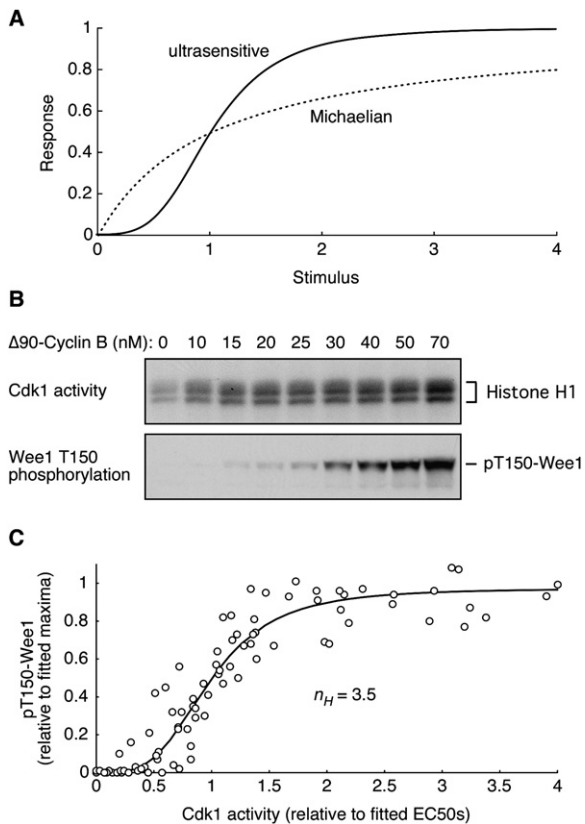 A
1
0.8
0.6
0.4
0.2
0
Response
ultrasensitive
Michaelian
0 1 2 3 4
Stimulus
B
Δ90-Cyclin B (nM): 0 10 15 20 25 30 40 50 70
Cdk1 activity
Histone H1
Wee1 T150
phosphorylation
pT150-Wee1
C
pT150-Wee1
(relative to fitted maxima)
1
0.8
0.6
0.4
0.2
0
nH = 3.5
0 0.5 1 1.5 2 2.5 3 3.5 4
Cdk1 activity (relative to fitted EC50s)